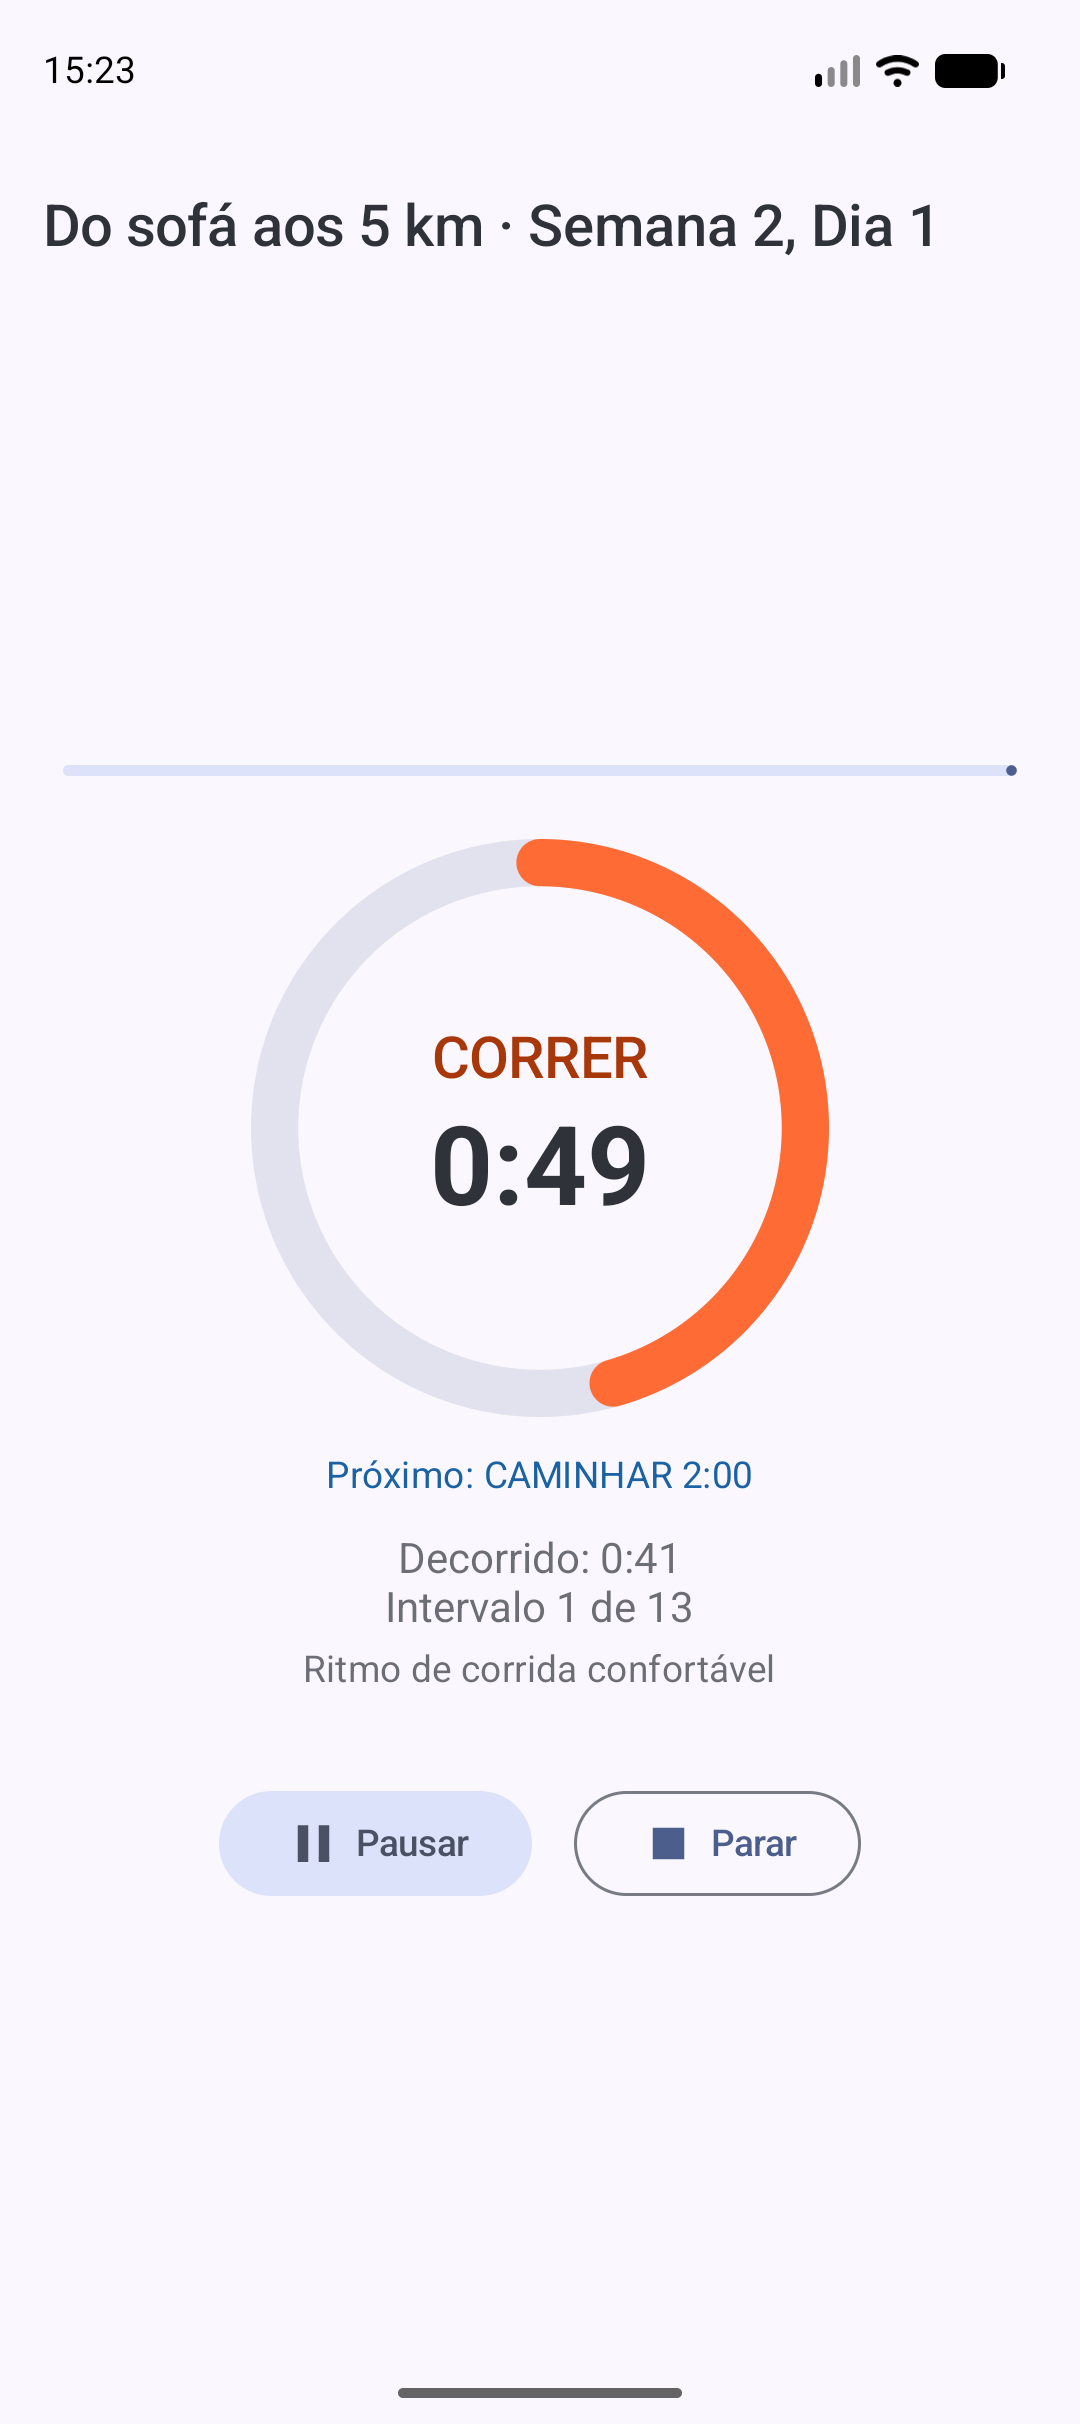 15:23
Do sofá aos 5 km · Semana 2, Dia 1
CORRER
0:49
Próximo: CAMINHAR 2:00
Decorrido: 0:41
Intervalo 1 de 13
Ritmo de corrida confortável
Pausar
Parar